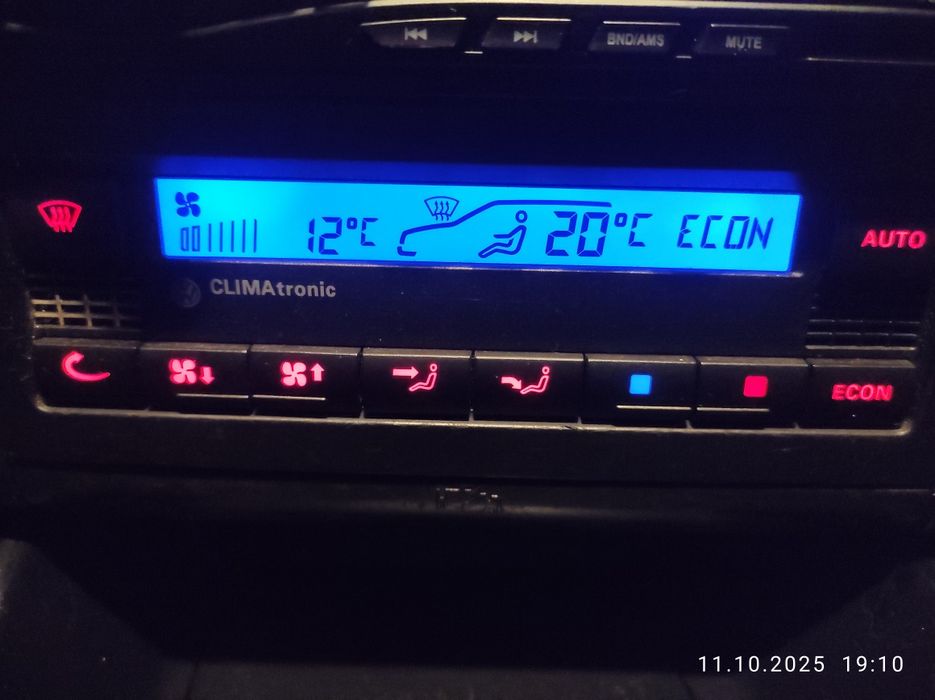 BND/AMS MUTE
12°C 20°C ECON
AUTO
CLIMAtronic
ECON
11.10.2025 19:10